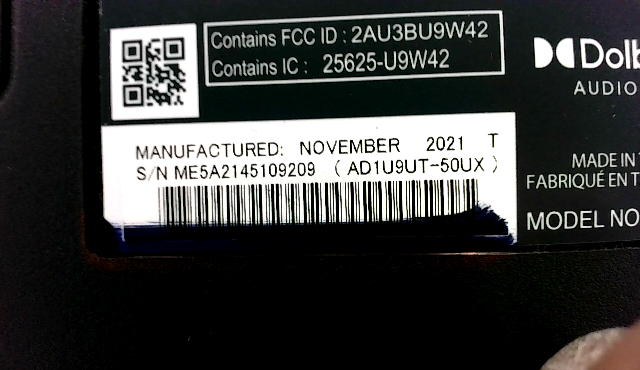 Contains FCC ID : 2AU3BU9W42
Contains IC : 25625-U9W42
AUDIO
MANUFACTURED: NOVEMBER 2021 T
S/N ME5A2145109209 ( AD1U9UT-50UX )
MADE IN
FABRIQUÉ EN
MODEL NO